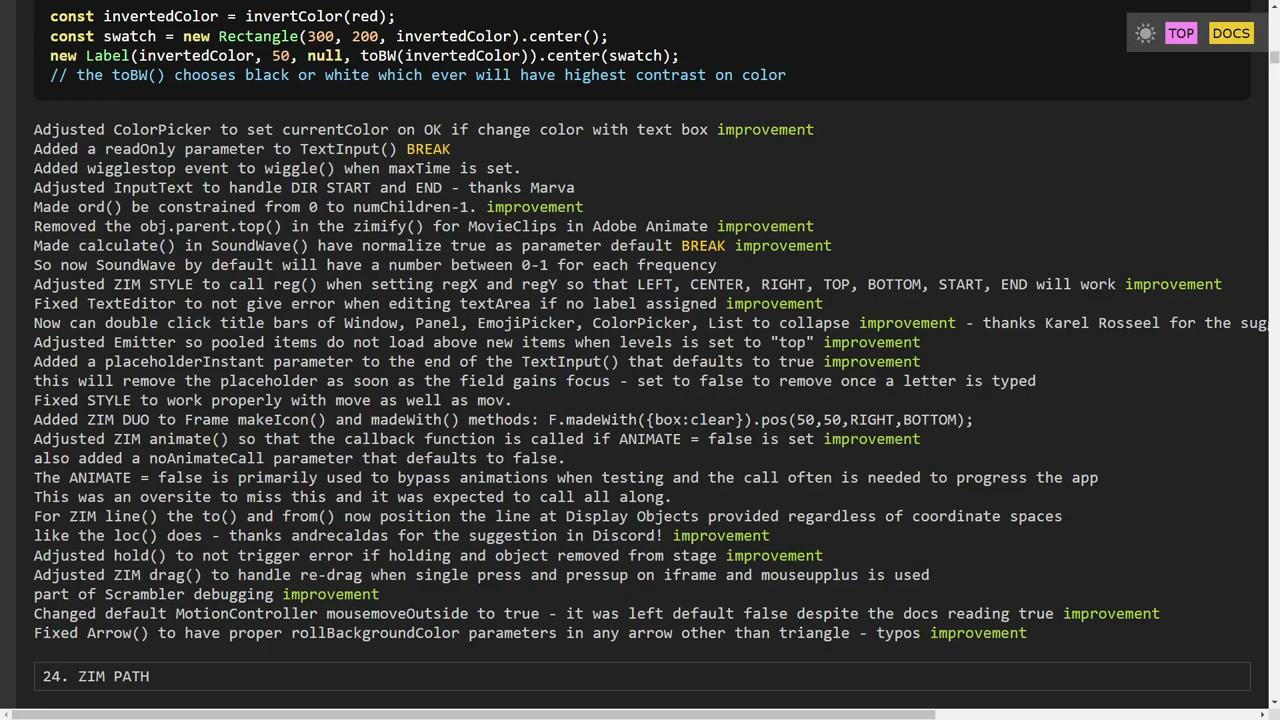 const invertedColor = invertColor(red);
const swatch = new Rectangle(300, 200, invertedColor).center();
new Label(invertedColor, 50, null, toBW(invertedColor)).center(swatch);
// the toBW() chooses black or white which ever will have highest contrast on color
TOP
DOCS
Adjusted ColorPicker to set currentColor on OK if change color with text box improvement
Added a readOnly parameter to TextInput() BREAK
Added wigglestop event to wiggle() when maxTime is set.
Adjusted InputText to handle DIR START and END - thanks Marva
Made ord() be constrained from 0 to numChildren-1. improvement
Removed the obj.parent.top() in the zimify() for MovieClips in Adobe Animate improvement
Made calculate() in SoundWave() have normalize true as parameter default BREAK improvement
So now SoundWave by default will have a number between 0-1 for each frequency
Adjusted ZIM STYLE to call reg() when setting regX and regY so that LEFT, CENTER, RIGHT, TOP, BOTTOM, START, END will work improvement
Fixed TextEditor to not give error when editing textArea if no label assigned improvement
Now can double click title bars of Window, Panel, EmojiPicker, ColorPicker, List to collapse improvement - thanks Karel Rosseel for the sug
Adjusted Emitter so pooled items do not load above new items when levels is set to "top" improvement
Added a placeholderInstant parameter to the end of the TextInput() that defaults to true improvement
this will remove the placeholder as soon as the field gains focus - set to false to remove once a letter is typed
Fixed STYLE to work properly with move as well as mov.
Added ZIM DUO to Frame makeIcon() and madeWith() methods: F.madeWith({box:clear}).pos(50,50,RIGHT,BOTTOM);
Adjusted ZIM animate() so that the callback function is called if ANIMATE = false is set improvement
also added a noAnimateCall parameter that defaults to false.
The ANIMATE = false is primarily used to bypass animations when testing and the call often is needed to progress the app
This was an oversite to miss this and it was expected to call all along.
For ZIM line() the to() and from() now position the line at Display Objects provided regardless of coordinate spaces
like the loc() does - thanks andrecaldas for the suggestion in Discord! improvement
Adjusted hold() to not trigger error if holding and object removed from stage improvement
Adjusted ZIM drag() to handle re-drag when single press and pressup on iframe and mouseupplus is used
part of Scrambler debugging improvement
Changed default MotionController mousemoveOutside to true - it was left default false despite the docs reading true improvement
Fixed Arrow() to have proper rollBackgroundColor parameters in any arrow other than triangle - typos improvement
24. ZIM PATH